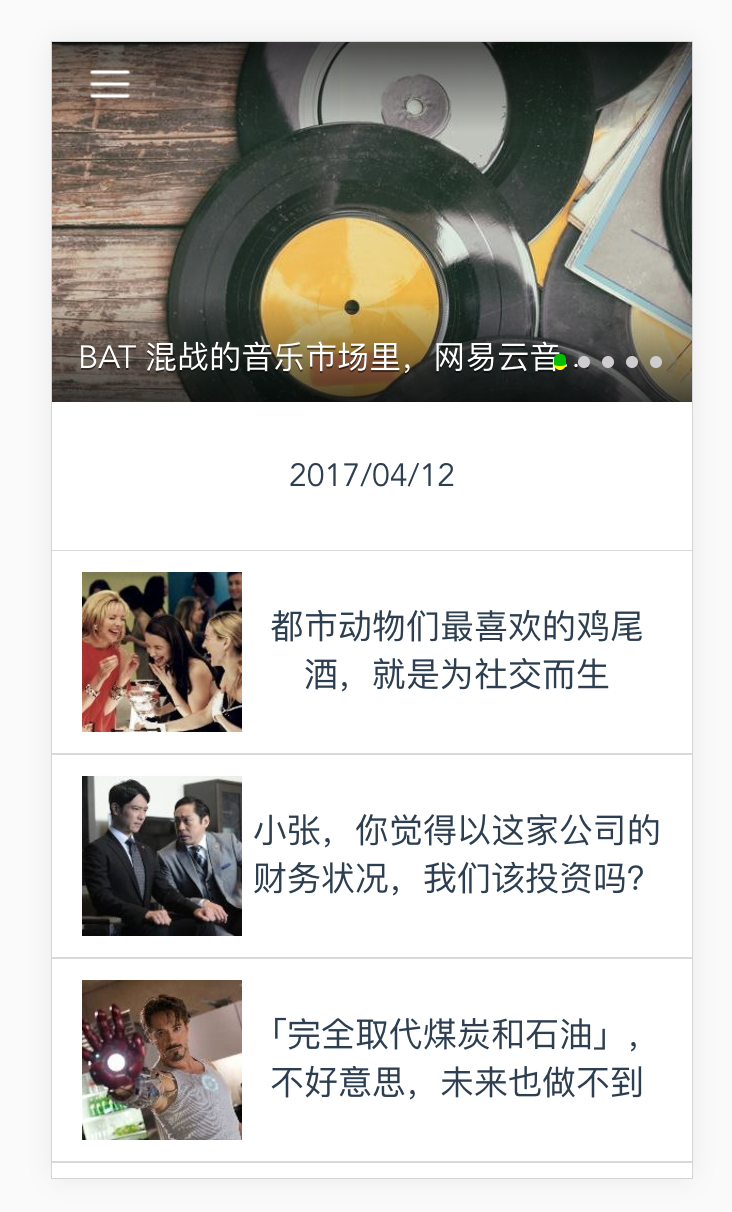 BAT 混战的音乐市场里，网易云音...
2017/04/12
都市动物们最喜欢的鸡尾
酒，就是为社交而生
小张，你觉得以这家公司的
财务状况，我们该投资吗？
「完全取代煤炭和石油」，
不好意思，未来也做不到